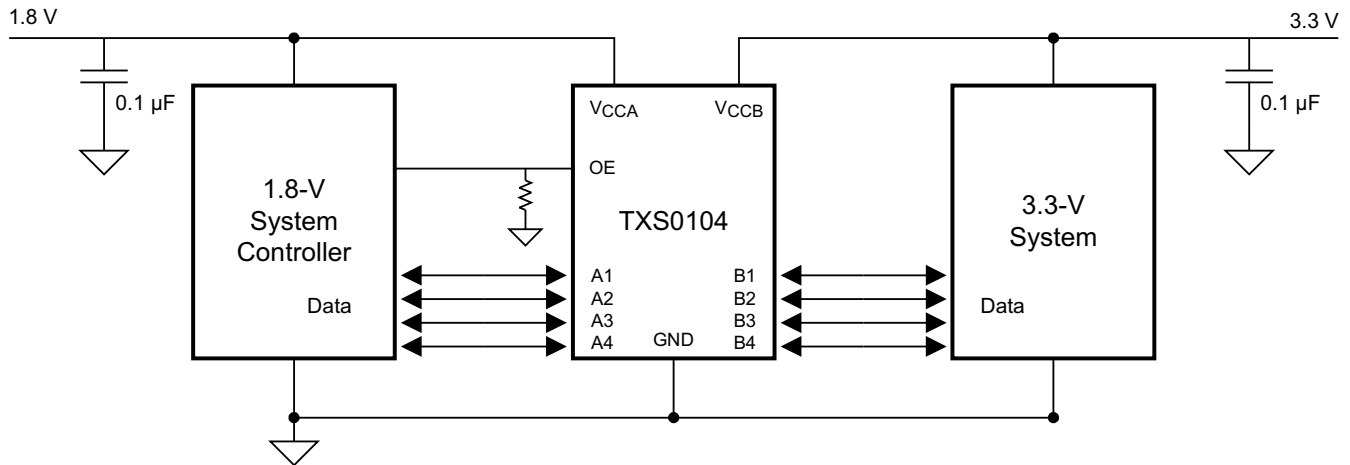 1.8 V
3.3 V
0.1 µF
VCCA
VCCB
0.1 µF
OE
1.8-V
System
Controller
TXS0104
3.3-V
System
A1
B1
A2
B2
Data
Data
A3
B3
A4
GND
B4